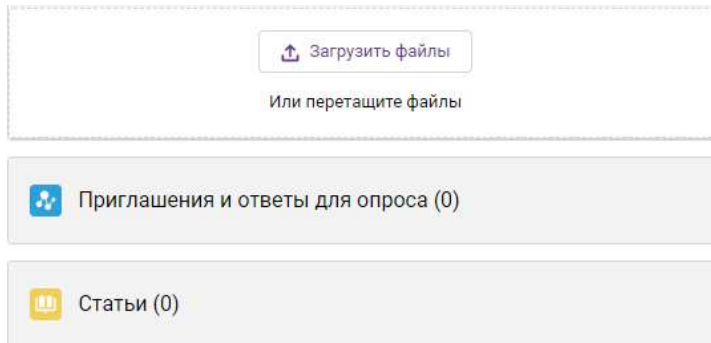 Загрузить файлы
Или перетащите файлы
Приглашения и ответы для опроса (0)
Статьи (0)